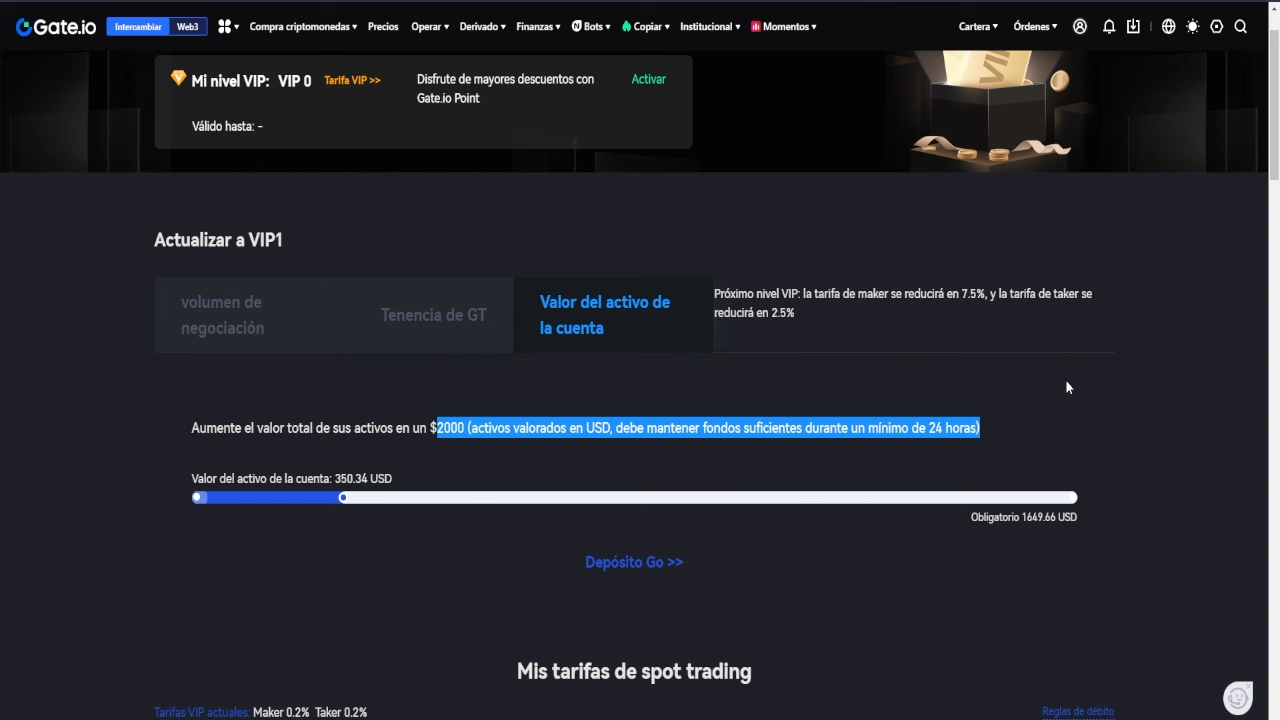 Gate.io Intercambiar Web3 Compra criptomonedas Precios Operar Derivado Finanzas Bots Copiar Institucional Momentos Cartera Órdenes
Mi nivel VIP: VIP 0 Tarifa VIP >>
Disfrute de mayores descuentos con
Gate.io Point
Activar
Válido hasta: -
VIP
Actualizar a VIP1
volumen de
negociación
Tenencia de GT
Valor del activo de
la cuenta
Próximo nivel VIP: la tarifa de maker se reducirá en 7.5%, y la tarifa de taker se
reducirá en 2.5%
Aumente el valor total de sus activos en un $2000 (activos valorados en USD, debe mantener fondos suficientes durante un mínimo de 24 horas)
Valor del activo de la cuenta: 350.34 USD
Obligatorio 1649.66 USD
Depósito Go >>
Mis tarifas de spot trading
Tarifas VIP actuales: Maker 0.2% Taker 0.2%
Reglas de débito